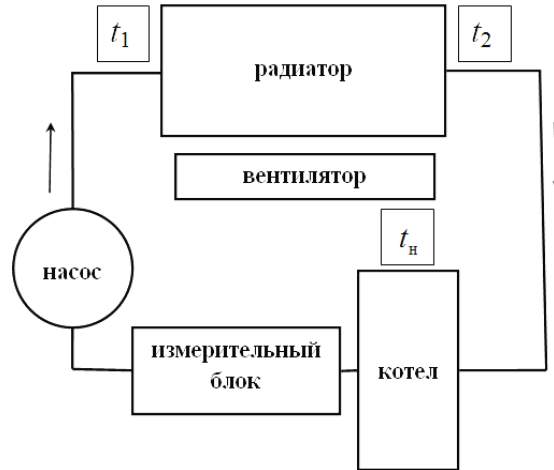 t₁
t₂
радиатор
вентилятор
tн
насос
измерительный
блок
котел